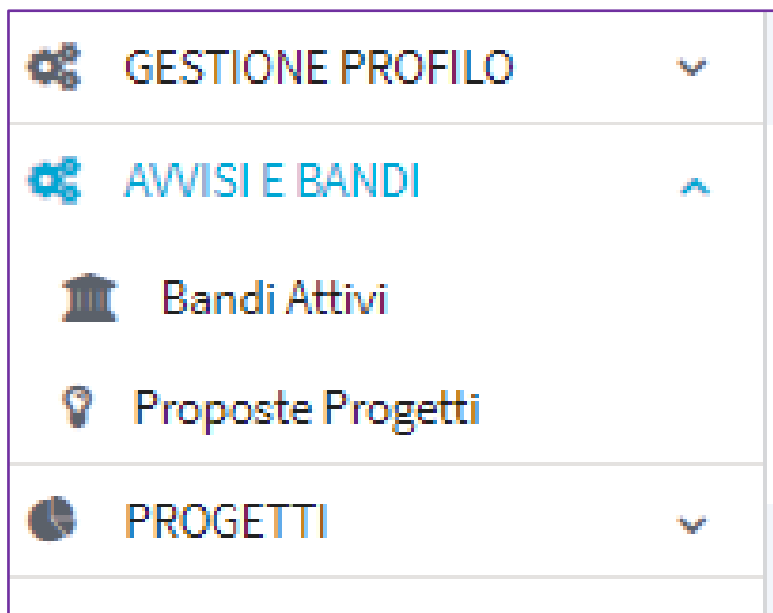 GESTIONE PROFILO
AVVISI E BANDI
Bandi Attivi
Proposte Progetti
PROGETTI